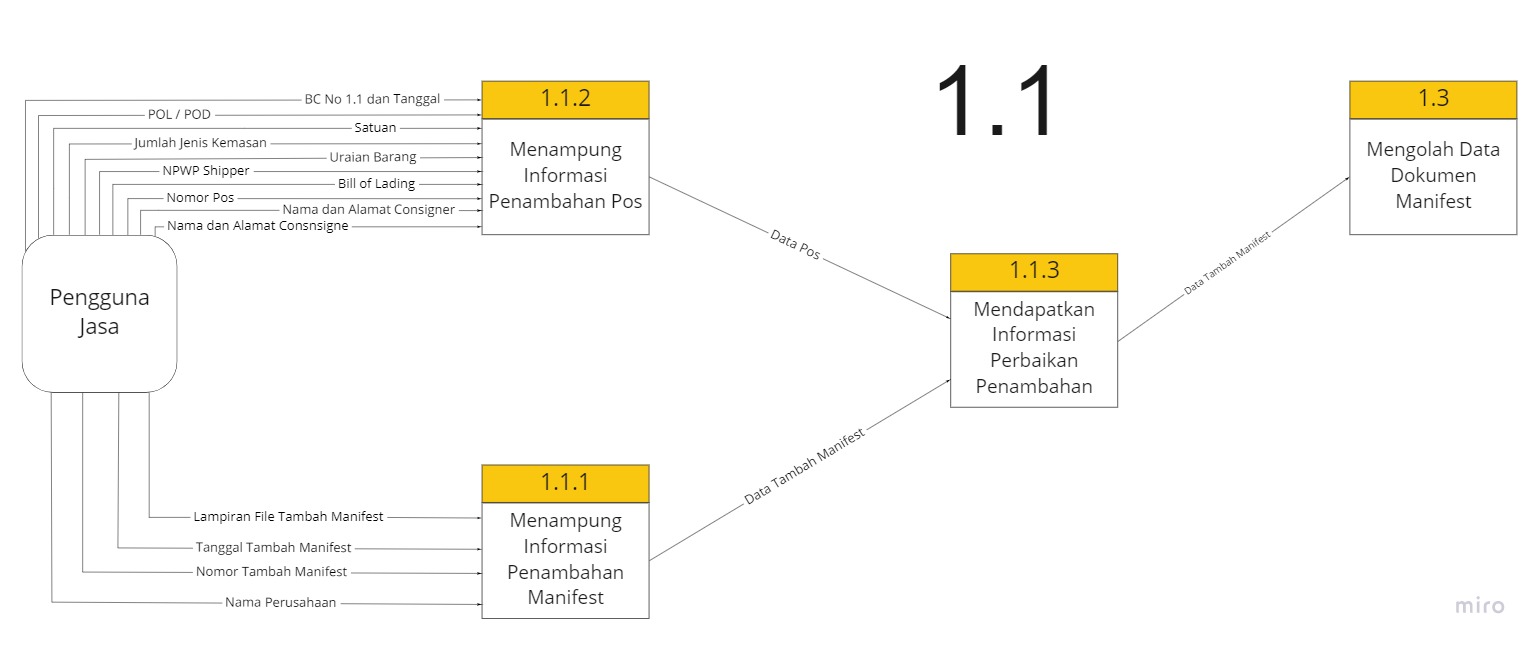 1.1
BC No 1.1 dan Tanggal
POL / POD
Satuan
Jumlah Jenis Kemasan
Uraian Barang
NPWP Shipper
Bill of Lading
Nomor Pos
Nama dan Alamat Consigner
Nama dan Alamat Consnsigne
1.1.2
Menampung
Informasi
Penambahan Pos
1.3
Mengolah Data
Dokumen
Manifest
Pengguna
Jasa
Data Pos
Data Tambah Manifest
1.1.3
Mendapatkan
Informasi
Perbaikan
Penambahan
Data Tambah Manifest
1.1.1
Menampung
Informasi
Penambahan
Manifest
Lampiran File Tambah Manifest
Tanggal Tambah Manifest
Nomor Tambah Manifest
Nama Perusahaan
miro